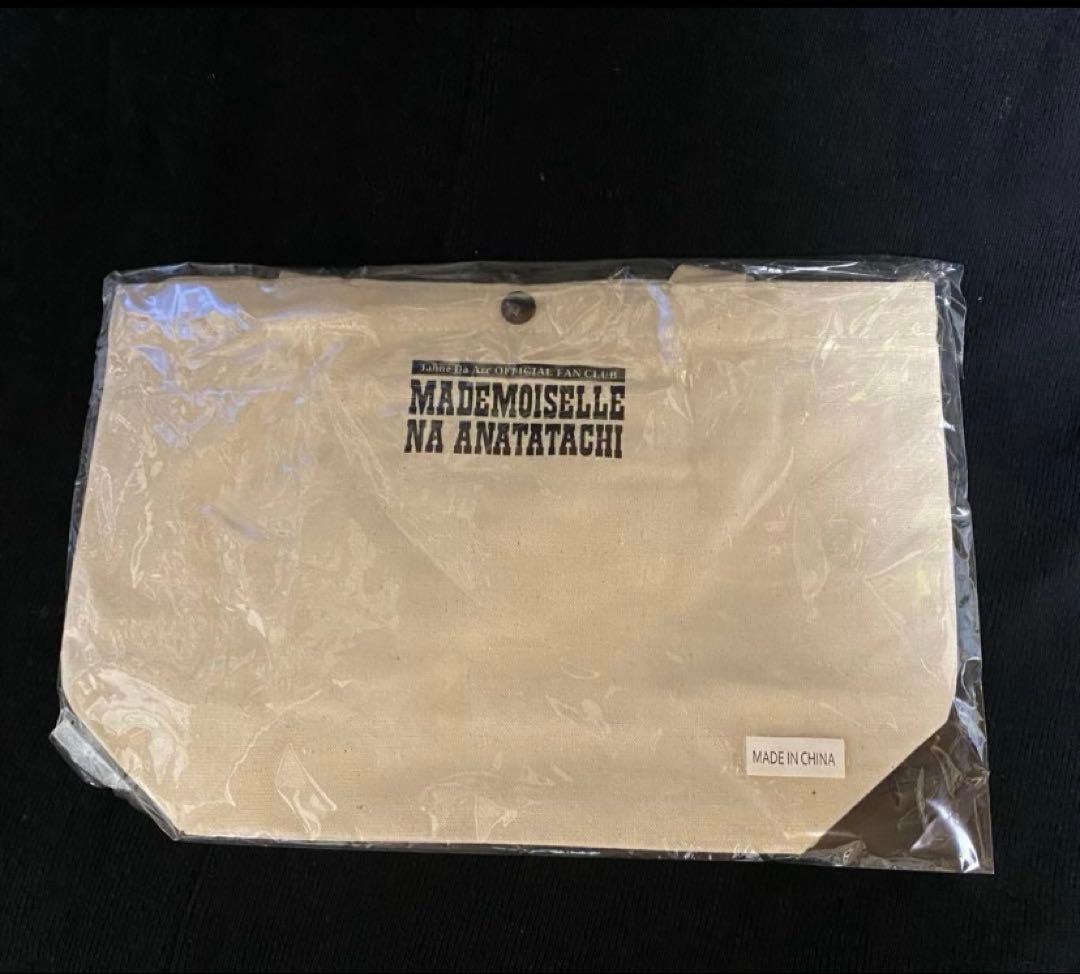 Janne Da Arc OFFICIAL FAN CLUB
MADEMOISELLE
NA ANATATACHI
MADE IN CHINA